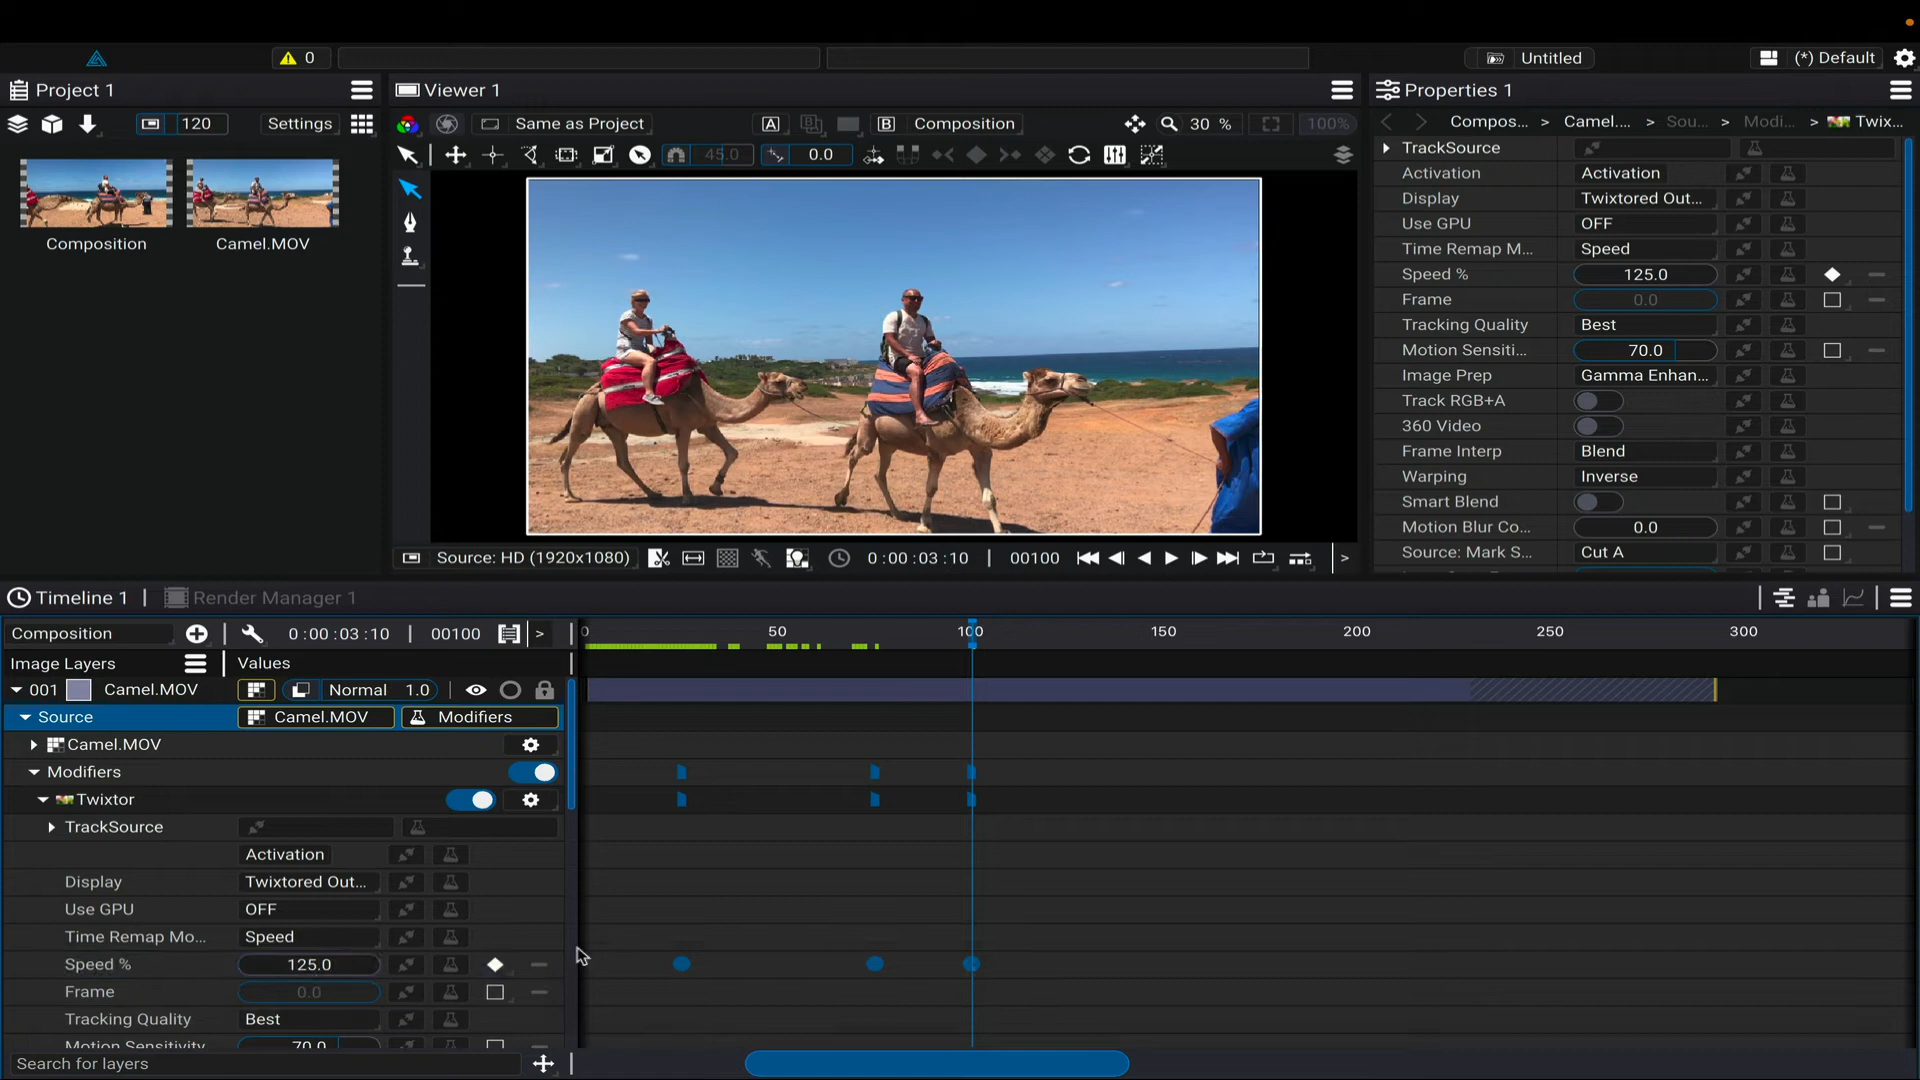 0
Untitled
(*) Default
Project 1
Viewer 1
Properties 1
120 Settings
Same as Project A B Composition 30 % 100%
Compos... > Camel.... > Sou... > Modi... > Twix...
45.0 0.0
Composition Camel.MOV
TrackSource
Activation Activation
Display Twixtored Out...
Use GPU OFF
Time Remap M... Speed
Speed % 125.0
Frame 0.0
Tracking Quality Best
Motion Sensiti... 70.0
Image Prep Gamma Enhan...
Track RGB+A
360 Video
Frame Interp Blend
Warping Inverse
Smart Blend
Motion Blur Co... 0.0
Source: Mark S... Cut A
Source: HD (1920x1080) 0:00:03:10 00100 >
Timeline 1 Render Manager 1
Composition 0:00:03:10 00100 >
0 50 100 150 200 250 300
Image Layers Values
001 Camel.MOV Normal 1.0
Source Camel.MOV Modifiers
Camel.MOV
Modifiers
Twixtor
TrackSource
Activation
Display Twixtored Out...
Use GPU OFF
Time Remap Mo... Speed
Speed % 125.0
Frame 0.0
Tracking Quality Best
Motion Sensitivity 70.0
Search for layers